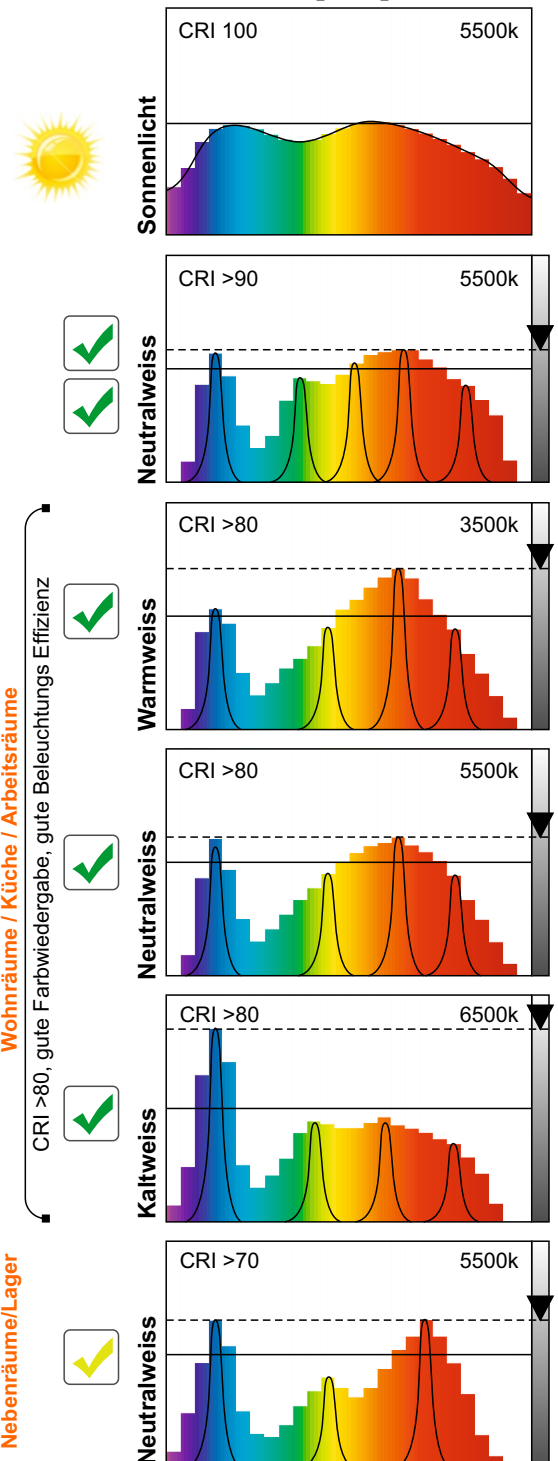 CRI 100 5500k
Sonnenlicht
CRI >90 5500k
Neutralweiss
CRI >80 3500k
Warmweiss
CRI >80 5500k
Neutralweiss
CRI >80 6500k
Kaltweiss
Wohnräume / Küche / Arbeitsräume
CRI >80, gute Farbwiedergabe, gute Beleuchtungs Effizienz
CRI >70 5500k
Neutralweiss
Nebenräume/Lager